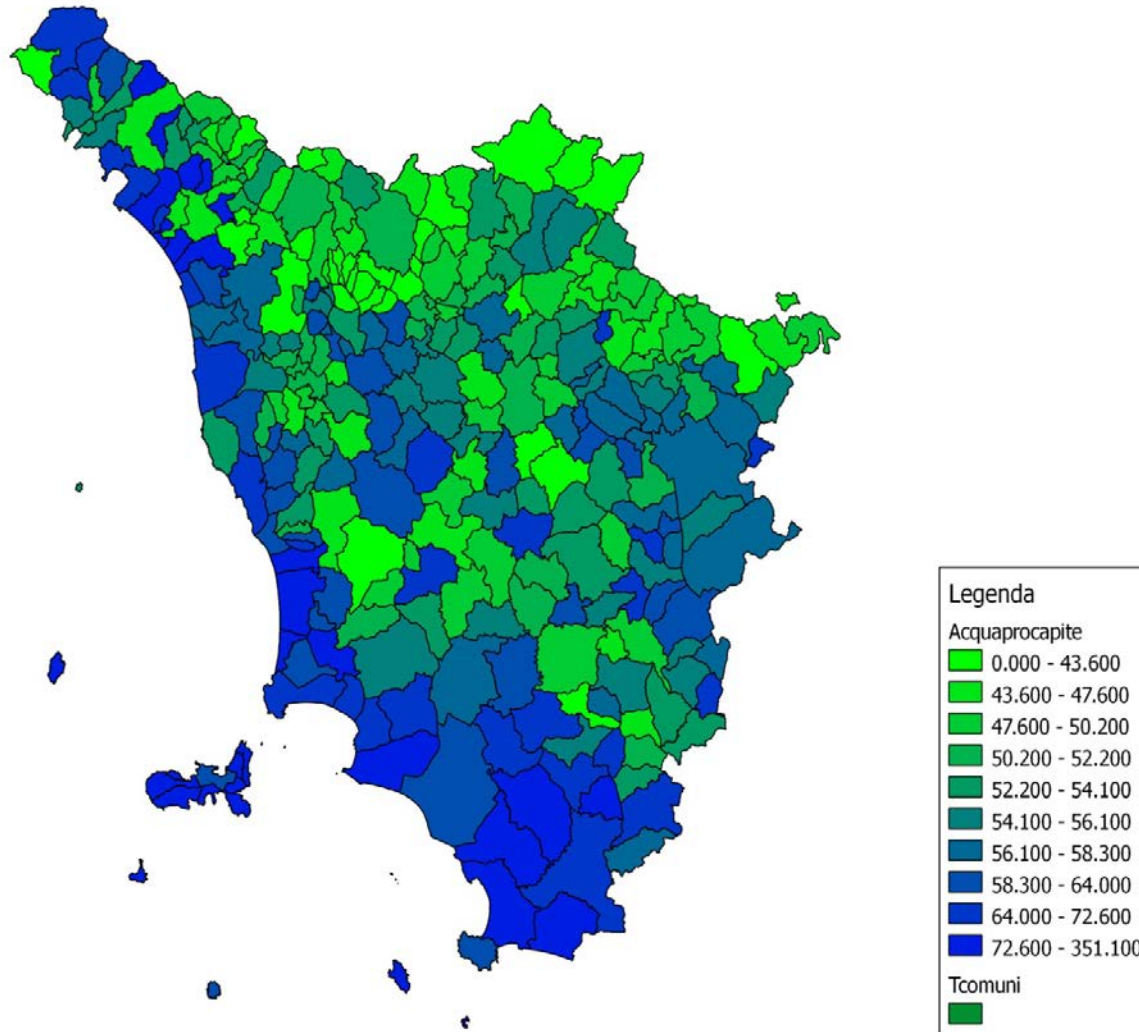 Legenda
Acquaprocapite
0.000 - 43.600
43.600 - 47.600
47.600 - 50.200
50.200 - 52.200
52.200 - 54.100
54.100 - 56.100
56.100 - 58.300
58.300 - 64.000
64.000 - 72.600
72.600 - 351.100
Tcomuni